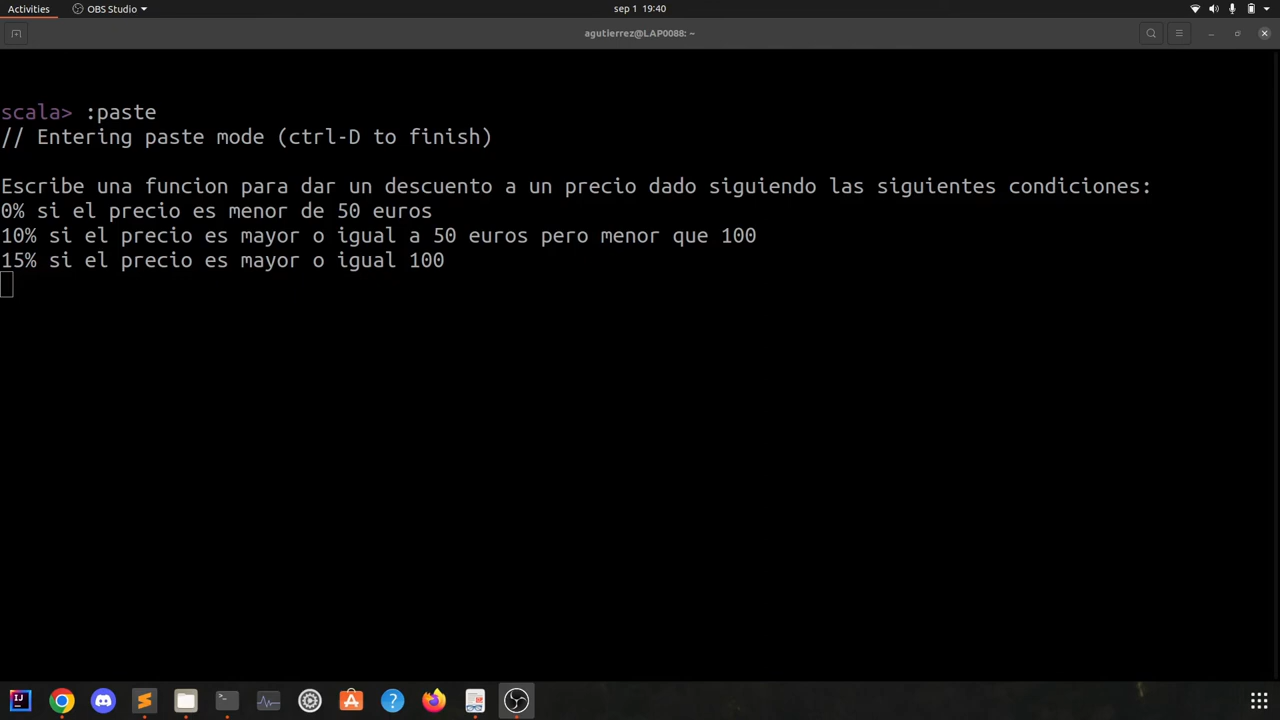 Activities
OBS Studio
sep 1 19:40
agutierrez@LAP0088: ~
scala> :paste
// Entering paste mode (ctrl-D to finish)
Escribe una funcion para dar un descuento a un precio dado siguiendo las siguientes condiciones:
0% si el precio es menor de 50 euros
10% si el precio es mayor o igual a 50 euros pero menor que 100
15% si el precio es mayor o igual 100